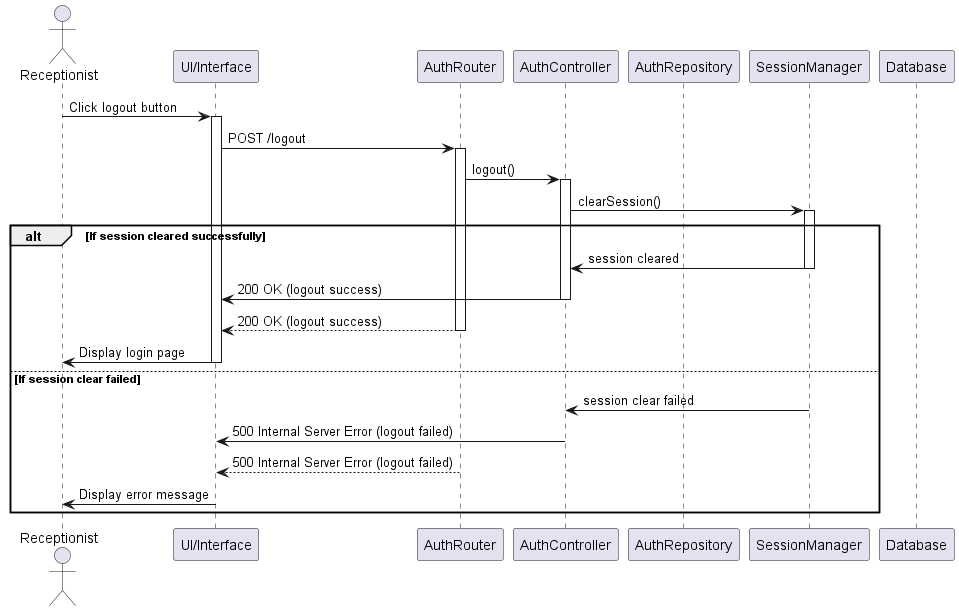 Receptionist
UI/Interface
AuthRouter
AuthController
AuthRepository
SessionManager
Database
Click logout button
POST /logout
logout()
clearSession()
alt
[If session cleared successfully]
session cleared
200 OK (logout success)
200 OK (logout success)
Display login page
[If session clear failed]
session clear failed
500 Internal Server Error (logout failed)
500 Internal Server Error (logout failed)
Display error message
Receptionist
UI/Interface
AuthRouter
AuthController
AuthRepository
SessionManager
Database